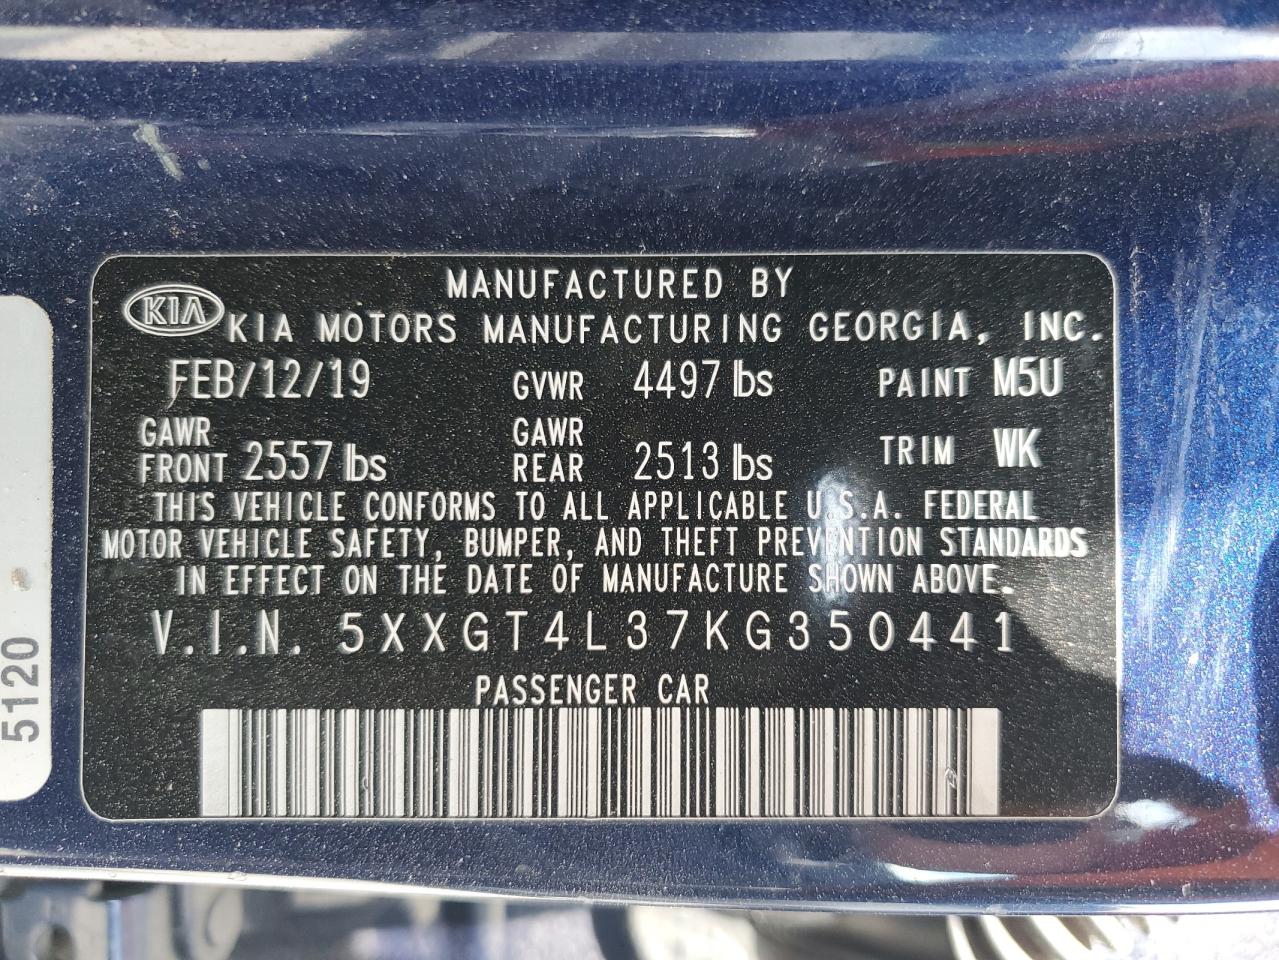 MANUFACTURED BY
KIA
KIA MOTORS MANUFACTURING GEORGIA, INC.
FEB/12/19 GVWR 4497 lbs PAINT M5U
GAWR FRONT 2557 lbs GAWR REAR 2513 lbs TRIM WK
THIS VEHICLE CONFORMS TO ALL APPLICABLE U.S.A. FEDERAL
MOTOR VEHICLE SAFETY, BUMPER, AND THEFT PREVENTION STANDARDS
IN EFFECT ON THE DATE OF MANUFACTURE SHOWN ABOVE.
V.I.N. 5XXGT4L37KG350441
PASSENGER CAR
5120